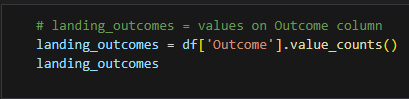 # landing_outcomes = values on Outcome column
landing_outcomes = df['Outcome'].value_counts()
landing_outcomes